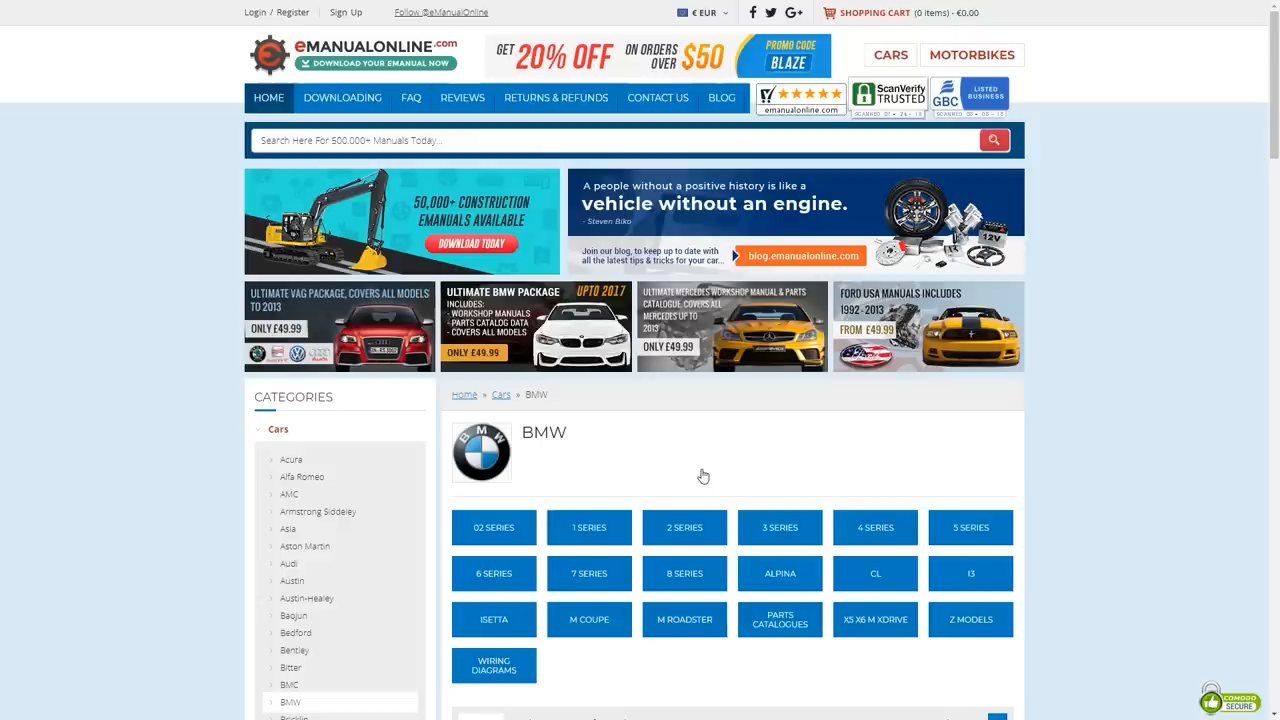 Login / Register
Sign Up
Follow @eManualOnline
€ EUR
SHOPPING CART (0 items) - €0.00
eMANUALONLINE.com
DOWNLOAD YOUR EMANUAL NOW
GET 20% OFF ON ORDERS OVER $50
PROMO CODE
BLAZE
CARS
MOTORBIKES
HOME
DOWNLOADING
FAQ
REVIEWS
RETURNS & REFUNDS
CONTACT US
BLOG
emanualonline.com
ScanVerify
TRUSTED
GBC
LISTED
BUSINESS
Search Here For 500.000+ Manuals Today...
50,000+ CONSTRUCTION
EMANUALS AVAILABLE
DOWNLOAD TODAY
A people without a positive history is like a
vehicle without an engine.
- Steven Biko
Join our blog, to keep up to date with
all the latest tips & tricks for your car...
blog.emanualonline.com
12V
ULTIMATE VAG PACKAGE, COVERS ALL MODELS
TO 2013
ONLY £49.99
ULTIMATE BMW PACKAGE
UPTO 2017
INCLUDES:
- WORKSHOP MANUALS
- PARTS CATALOG DATA
- COVERS ALL MODELS
ONLY £49.99
ULTIMATE MERCEDES WORKSHOP MANUAL & PARTS
CATALOGUE, COVERS ALL
MERCEDES UP TO
2013
ONLY £49.99
FORD USA MANUALS INCLUDES
1992 - 2013
FROM £49.99
CATEGORIES
Cars
Acura
Alfa Romeo
AMC
Armstrong Siddeley
Asia
Aston Martin
Audi
Austin
Austin-Healey
Baojun
Bedford
Bentley
Bitter
BMC
BMW
Bricklin
Home » Cars » BMW
BMW
BMW
02 SERIES
1 SERIES
2 SERIES
3 SERIES
4 SERIES
5 SERIES
6 SERIES
7 SERIES
8 SERIES
ALPINA
CL
I3
ISETTA
M COUPE
M ROADSTER
PARTS
CATALOGUES
X5 X6 M XDRIVE
Z MODELS
WIRING
DIAGRAMS
COMODO
SECURE